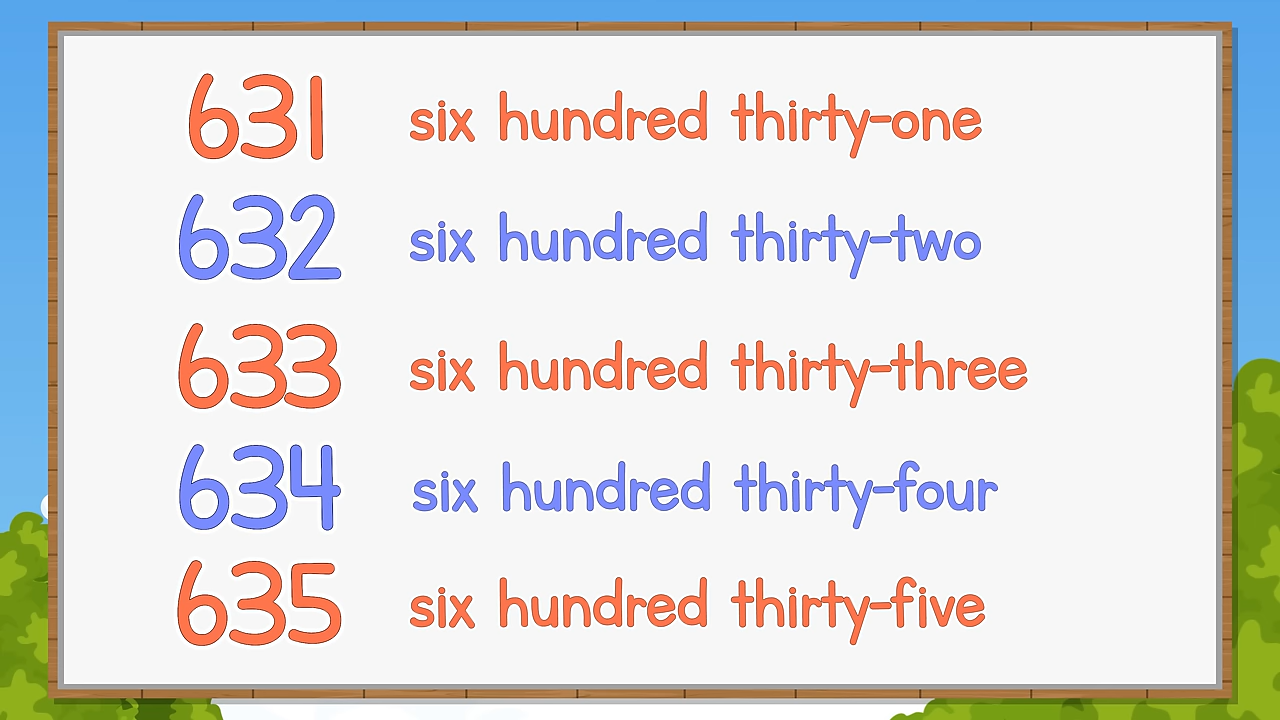 631 six hundred thirty-one
632 six hundred thirty-two
633 six hundred thirty-three
634 six hundred thirty-four
635 six hundred thirty-five